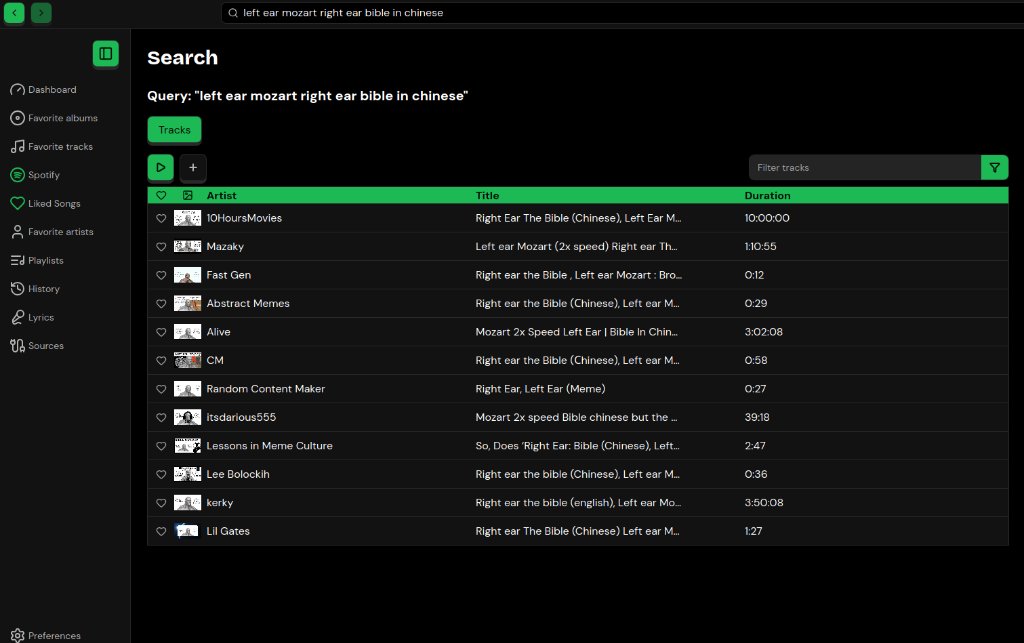 left ear mozart right ear bible in chinese
Dashboard
Favorite albums
Favorite tracks
Spotify
Liked Songs
Favorite artists
Playlists
History
Lyrics
Sources
Preferences
Search
Query: "left ear mozart right ear bible in chinese"
Tracks
Filter tracks
Artist Title Duration
10HoursMovies Right Ear The Bible (Chinese), Left Ear M... 10:00:00
Mazaky Left ear Mozart (2x speed) Right ear Th... 1:10:55
Fast Gen Right ear the Bible , Left ear Mozart : Bro... 0:12
Abstract Memes Right ear the Bible (Chinese), Left ear M... 0:29
Alive Mozart 2x Speed Left Ear | Bible In Chin... 3:02:08
CM Right ear the Bible (Chinese), Left ear M... 0:58
Random Content Maker Right Ear, Left Ear (Meme) 0:27
itsdarious555 Mozart 2x speed Bible chinese but the ... 39:18
Lessons in Meme Culture So, Does ‘Right Ear: Bible (Chinese), Left... 2:47
Lee Bolockih Right ear the bible (Chinese), Left ear M... 0:36
kerky Right ear the bible (english), Left ear Mo... 3:50:08
Lil Gates Right ear The Bible (Chinese) Left ear M... 1:27